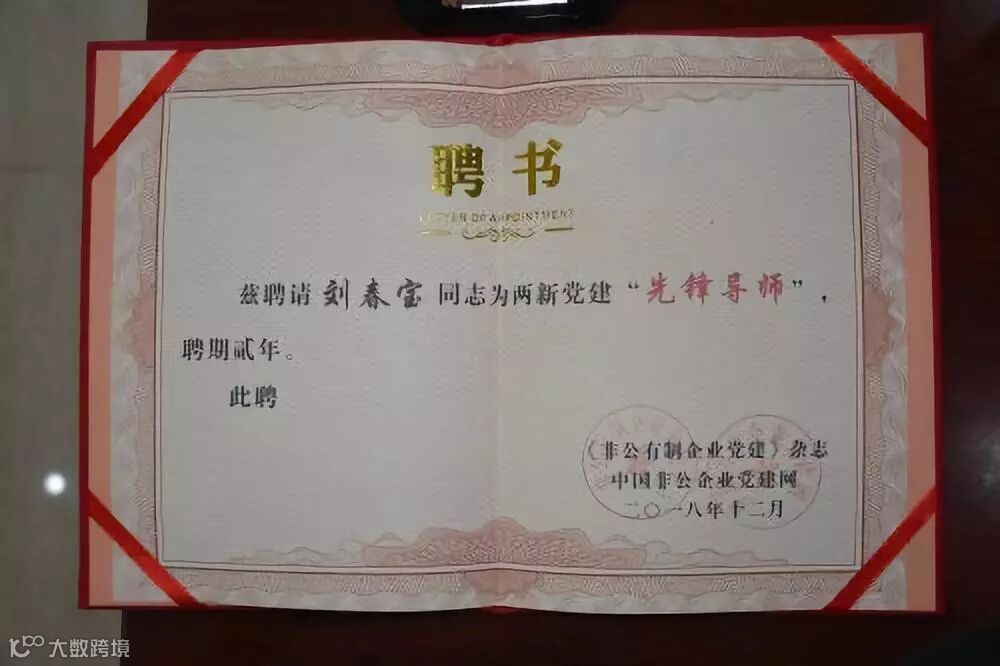 聘书
LETTER OF APPOINTMENT
兹聘请刘春宝同志为两新党建“先锋导师”，
聘期贰年。
此聘
《非公有制企业党建》杂志
中国非公企业党建网
二〇一八年十二月
大数跨境